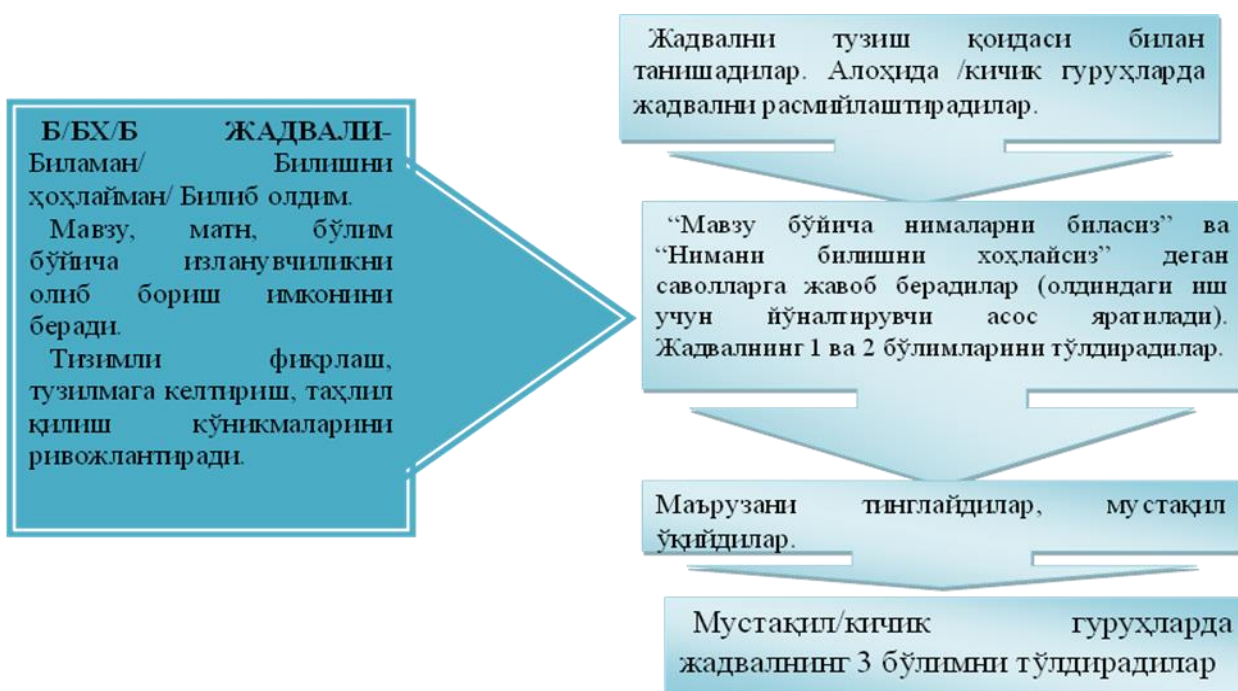 Б/БХ/Б ЖАДВАЛИ-
Биламан/ Билишни
ҳоҳлайман/ Билиб олдим.
Мавзу, матн, бўлим
бўйича изланувчиликни
олиб бориш имконини
беради.
Тизимли фикрлаш,
тузилмага келтириш, таҳлил
қилиш кўникмаларини
ривожлантиради.
Жадвални тузиш қоидаси билан
танишадилар. Алоҳида /кичик гуруҳларда
жадвални расмийлаштирадилар.
“Мавзу бўйича нималарни биласиз” ва
“Нимани билишни хоҳлайсиз” деган
саволларга жавоб берадилар (олдиндаги иш
учун йўналтирувчи асос яратилади).
Жадвалнинг 1 ва 2 бўлимларини тўлдирадилар.
Маърузани тинглайдилар, мустақил
ўқийдилар.
Мустақил/кичик гуруҳларда
жадвалнинг 3 бўлимни тўлдирадилар